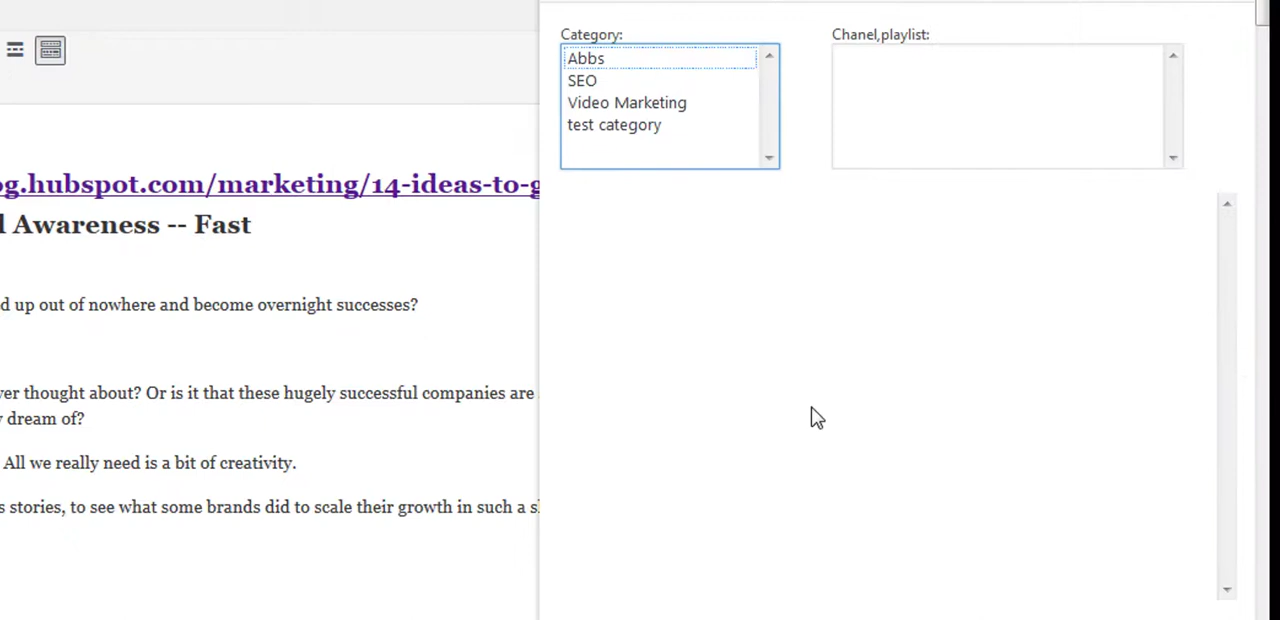 Category:
Chanel,playlist:
Abbs
SEO
Video Marketing
test category
og.hubspot.com/marketing/14-ideas-to-g
l Awareness -- Fast
d up out of nowhere and become overnight successes?
ver thought about? Or is it that these hugely successful companies are
y dream of?
All we really need is a bit of creativity.
s stories, to see what some brands did to scale their growth in such a s